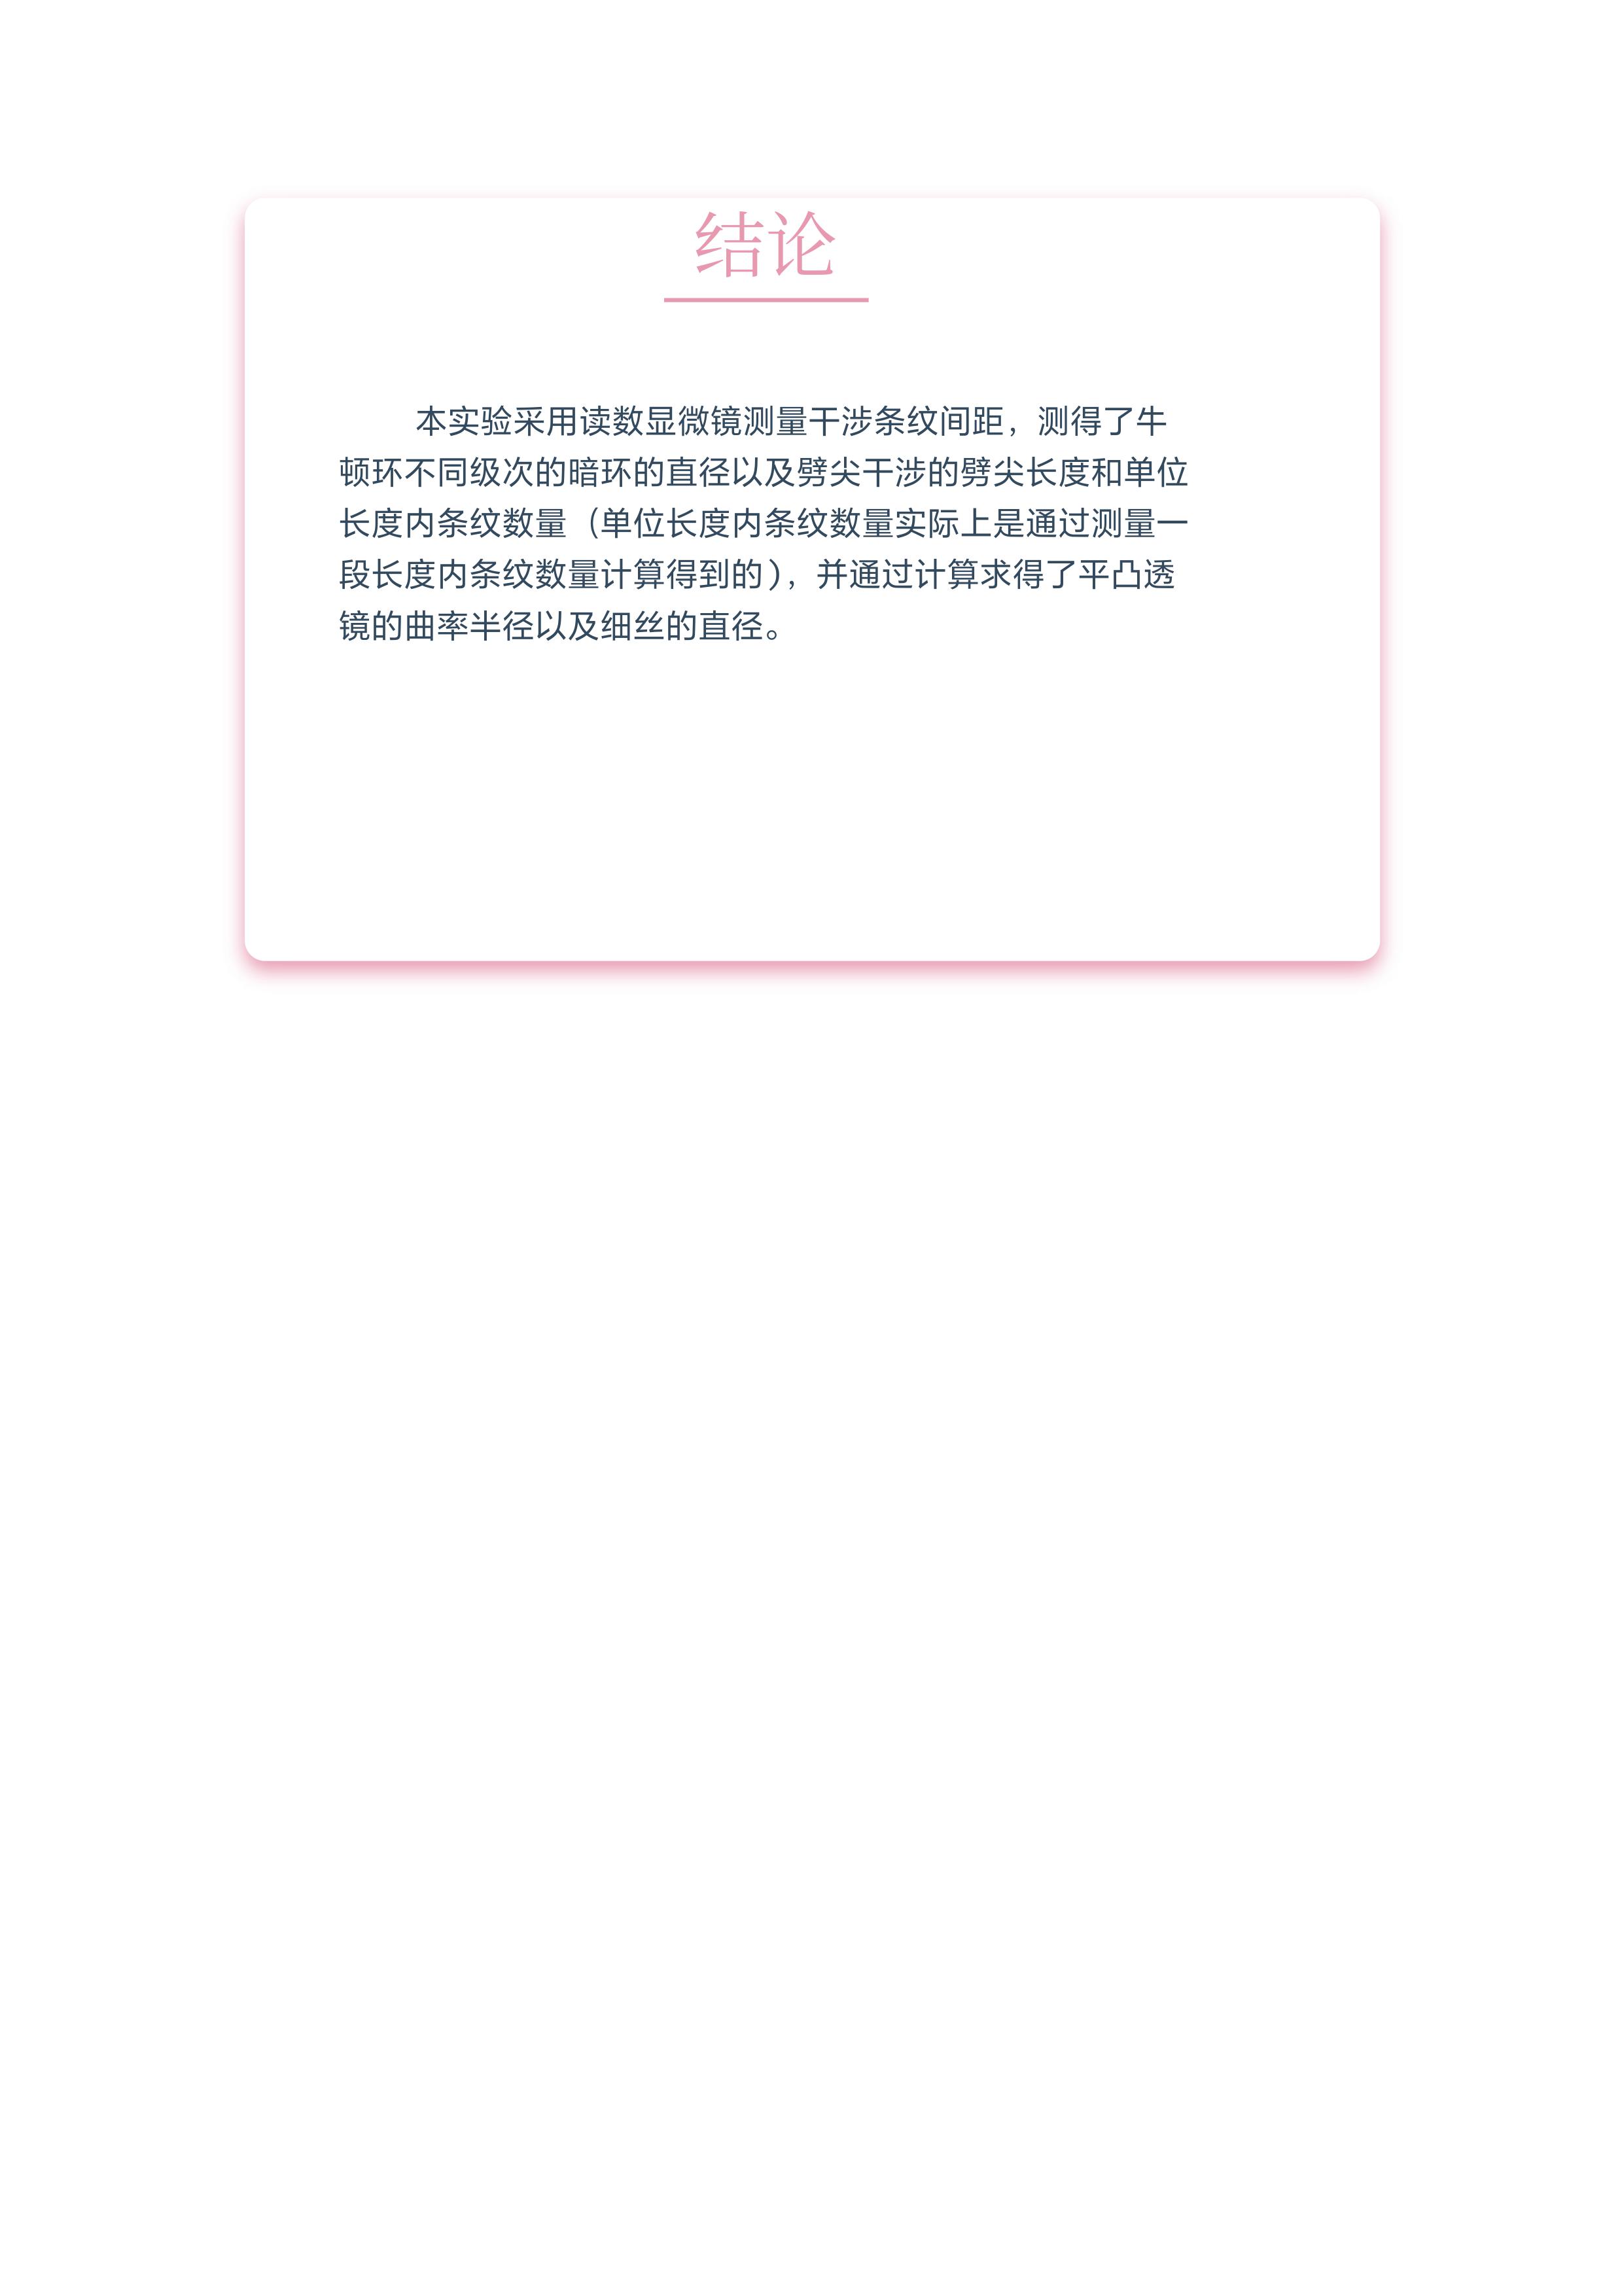 结论
本实验采用读数显微镜测量干涉条纹间距，测得了牛
顿环不同级次的暗环的直径以及劈尖干涉的劈尖长度和单位
长度内条纹数量（单位长度内条纹数量实际上是通过测量一
段长度内条纹数量计算得到的），并通过计算求得了平凸透
镜的曲率半径以及细丝的直径。